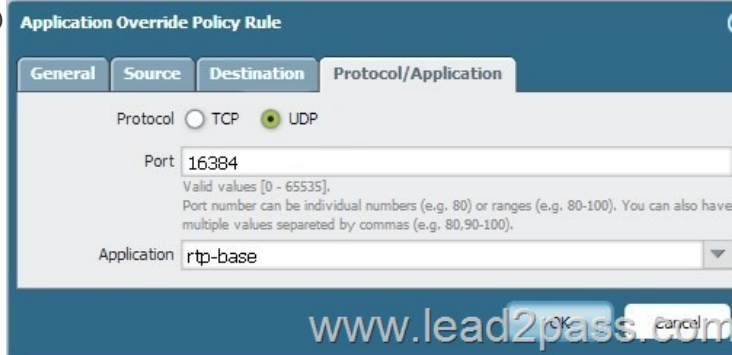 Application Override Policy Rule
General Source Destination Protocol/Application
Protocol TCP UDP
Port 16384
Valid values [0 - 65535].
Port number can be individual numbers (e.g. 80) or ranges (e.g. 80-100). You can also have
multiple values separeted by commas (e.g. 80,90-100).
Application rtp-base
OK Cancel
www.lead2pass.com